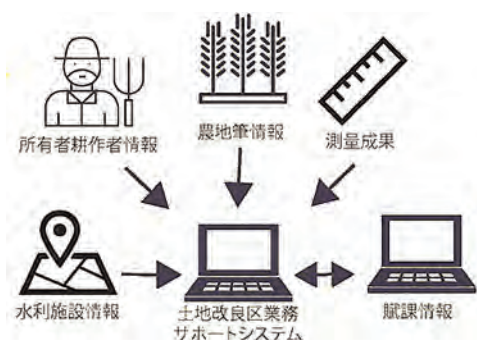 所有者耕作者情報
農地筆情報
測量成果
水利施設情報
土地改良区業務
サポートシステム
賦課情報